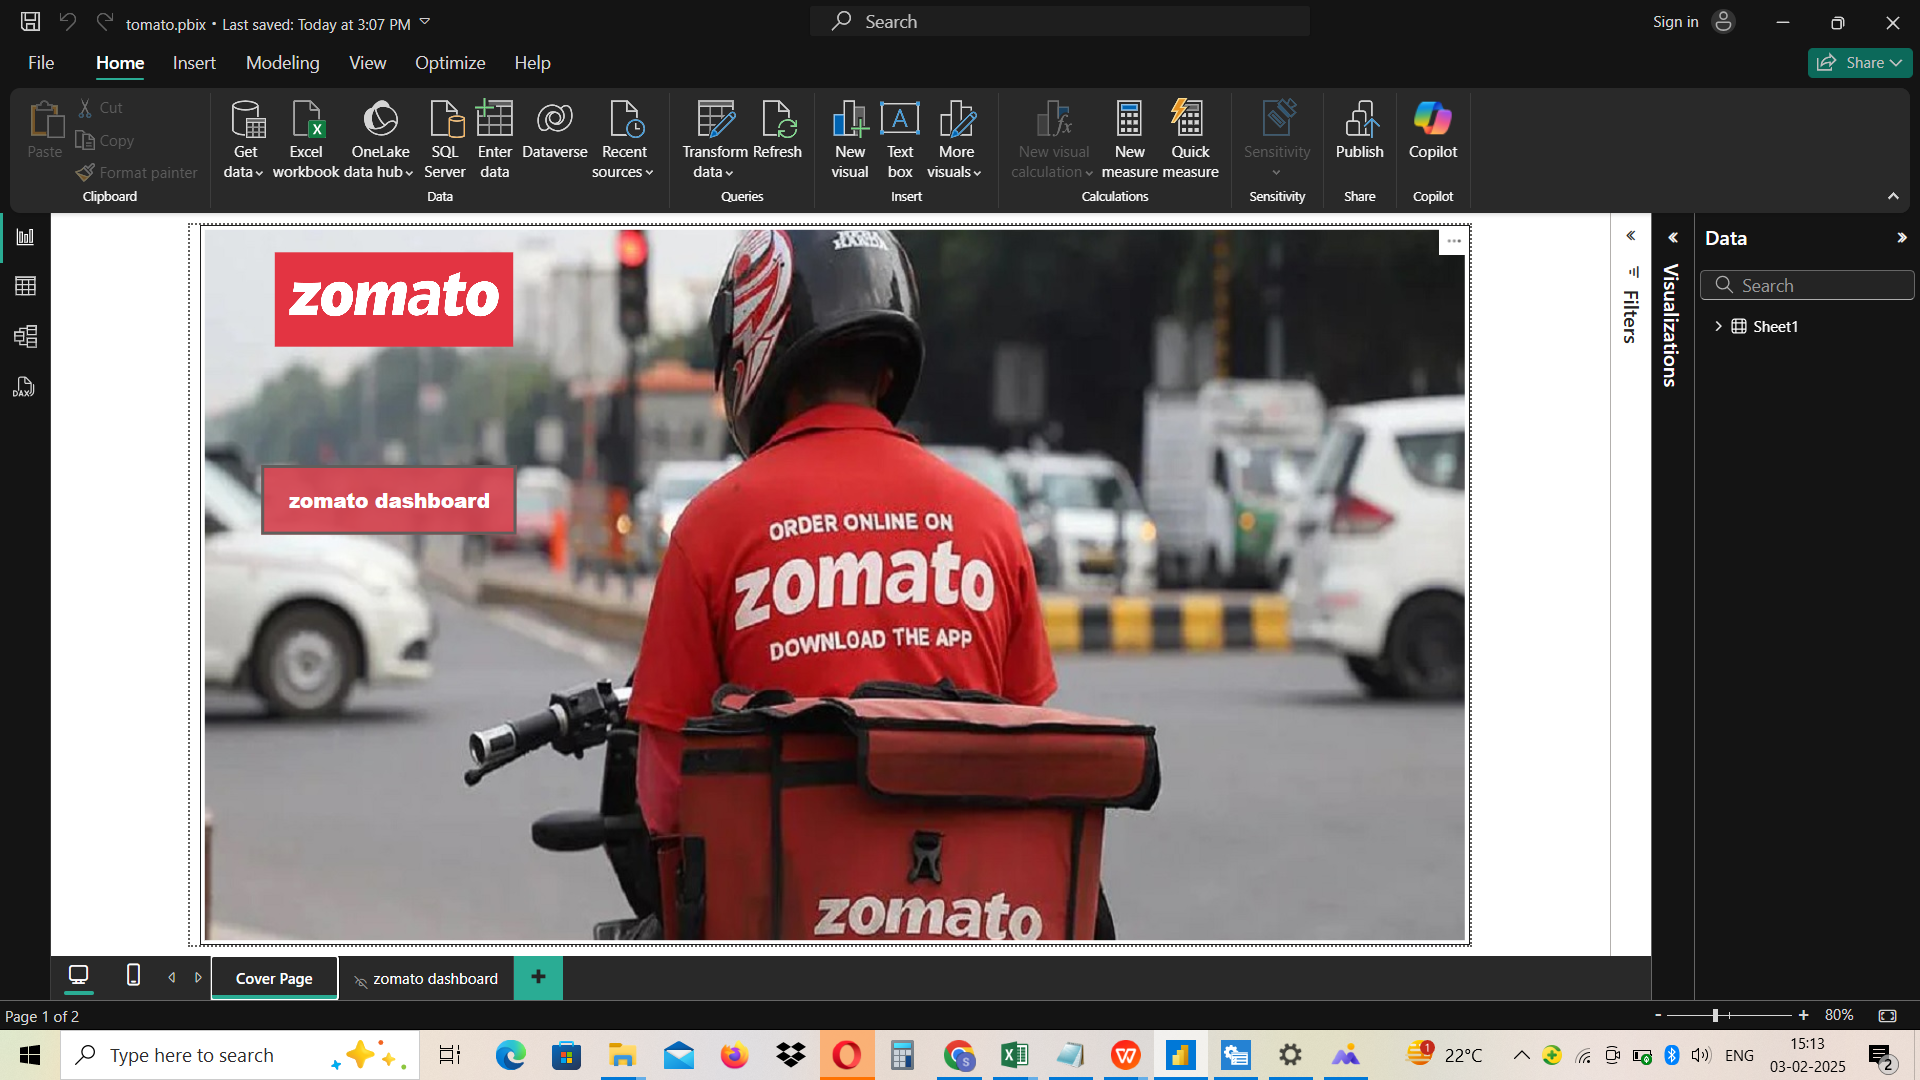 tomato.pbix • Last saved: Today at 3:07 PM
Search
Sign in
File Home Insert Modeling View Optimize Help
Share
Paste
Cut
Copy
Format painter
Clipboard
Get data
Excel workbook
OneLake data hub
SQL Server
Enter data
Dataverse
Recent sources
Data
Transform data
Refresh
Queries
New visual
Text box
More visuals
Insert
New visual calculation
New measure
Quick measure
Calculations
Sensitivity
Sensitivity
Publish
Share
Copilot
Copilot
DAX
zomato
zomato dashboard
ORDER ONLINE ON
zomato
DOWNLOAD THE APP
zomato
Filters
Visualizations
Data
Search
Sheet1
Cover Page
zomato dashboard
Page 1 of 2
80%
Type here to search
22°C
ENG
15:13
03-02-2025
2